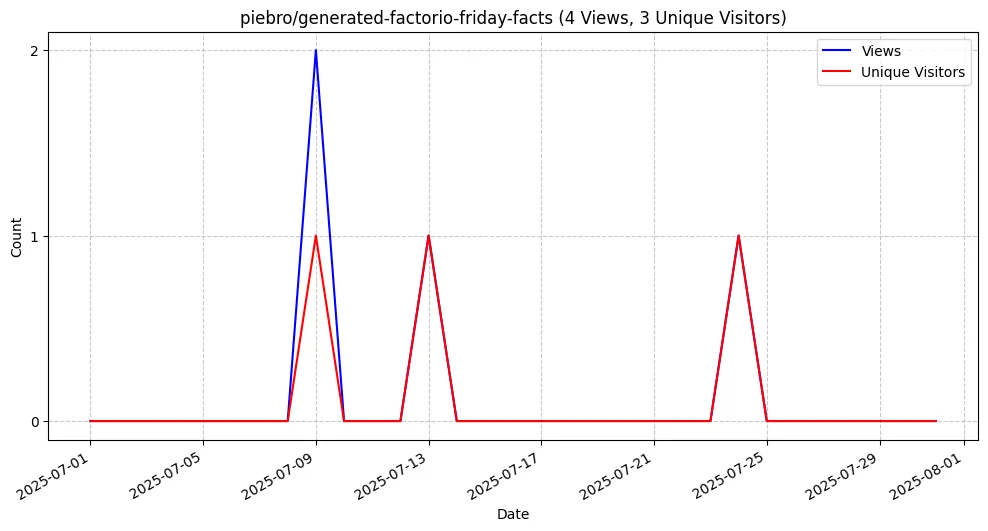 piebro/generated-factorio-friday-facts (4 Views, 3 Unique Visitors)
Views
Unique Visitors
Count
2
1
0
2025-07-01
2025-07-05
2025-07-09
2025-07-13
2025-07-17
2025-07-21
2025-07-25
2025-07-29
2025-08-01
Date